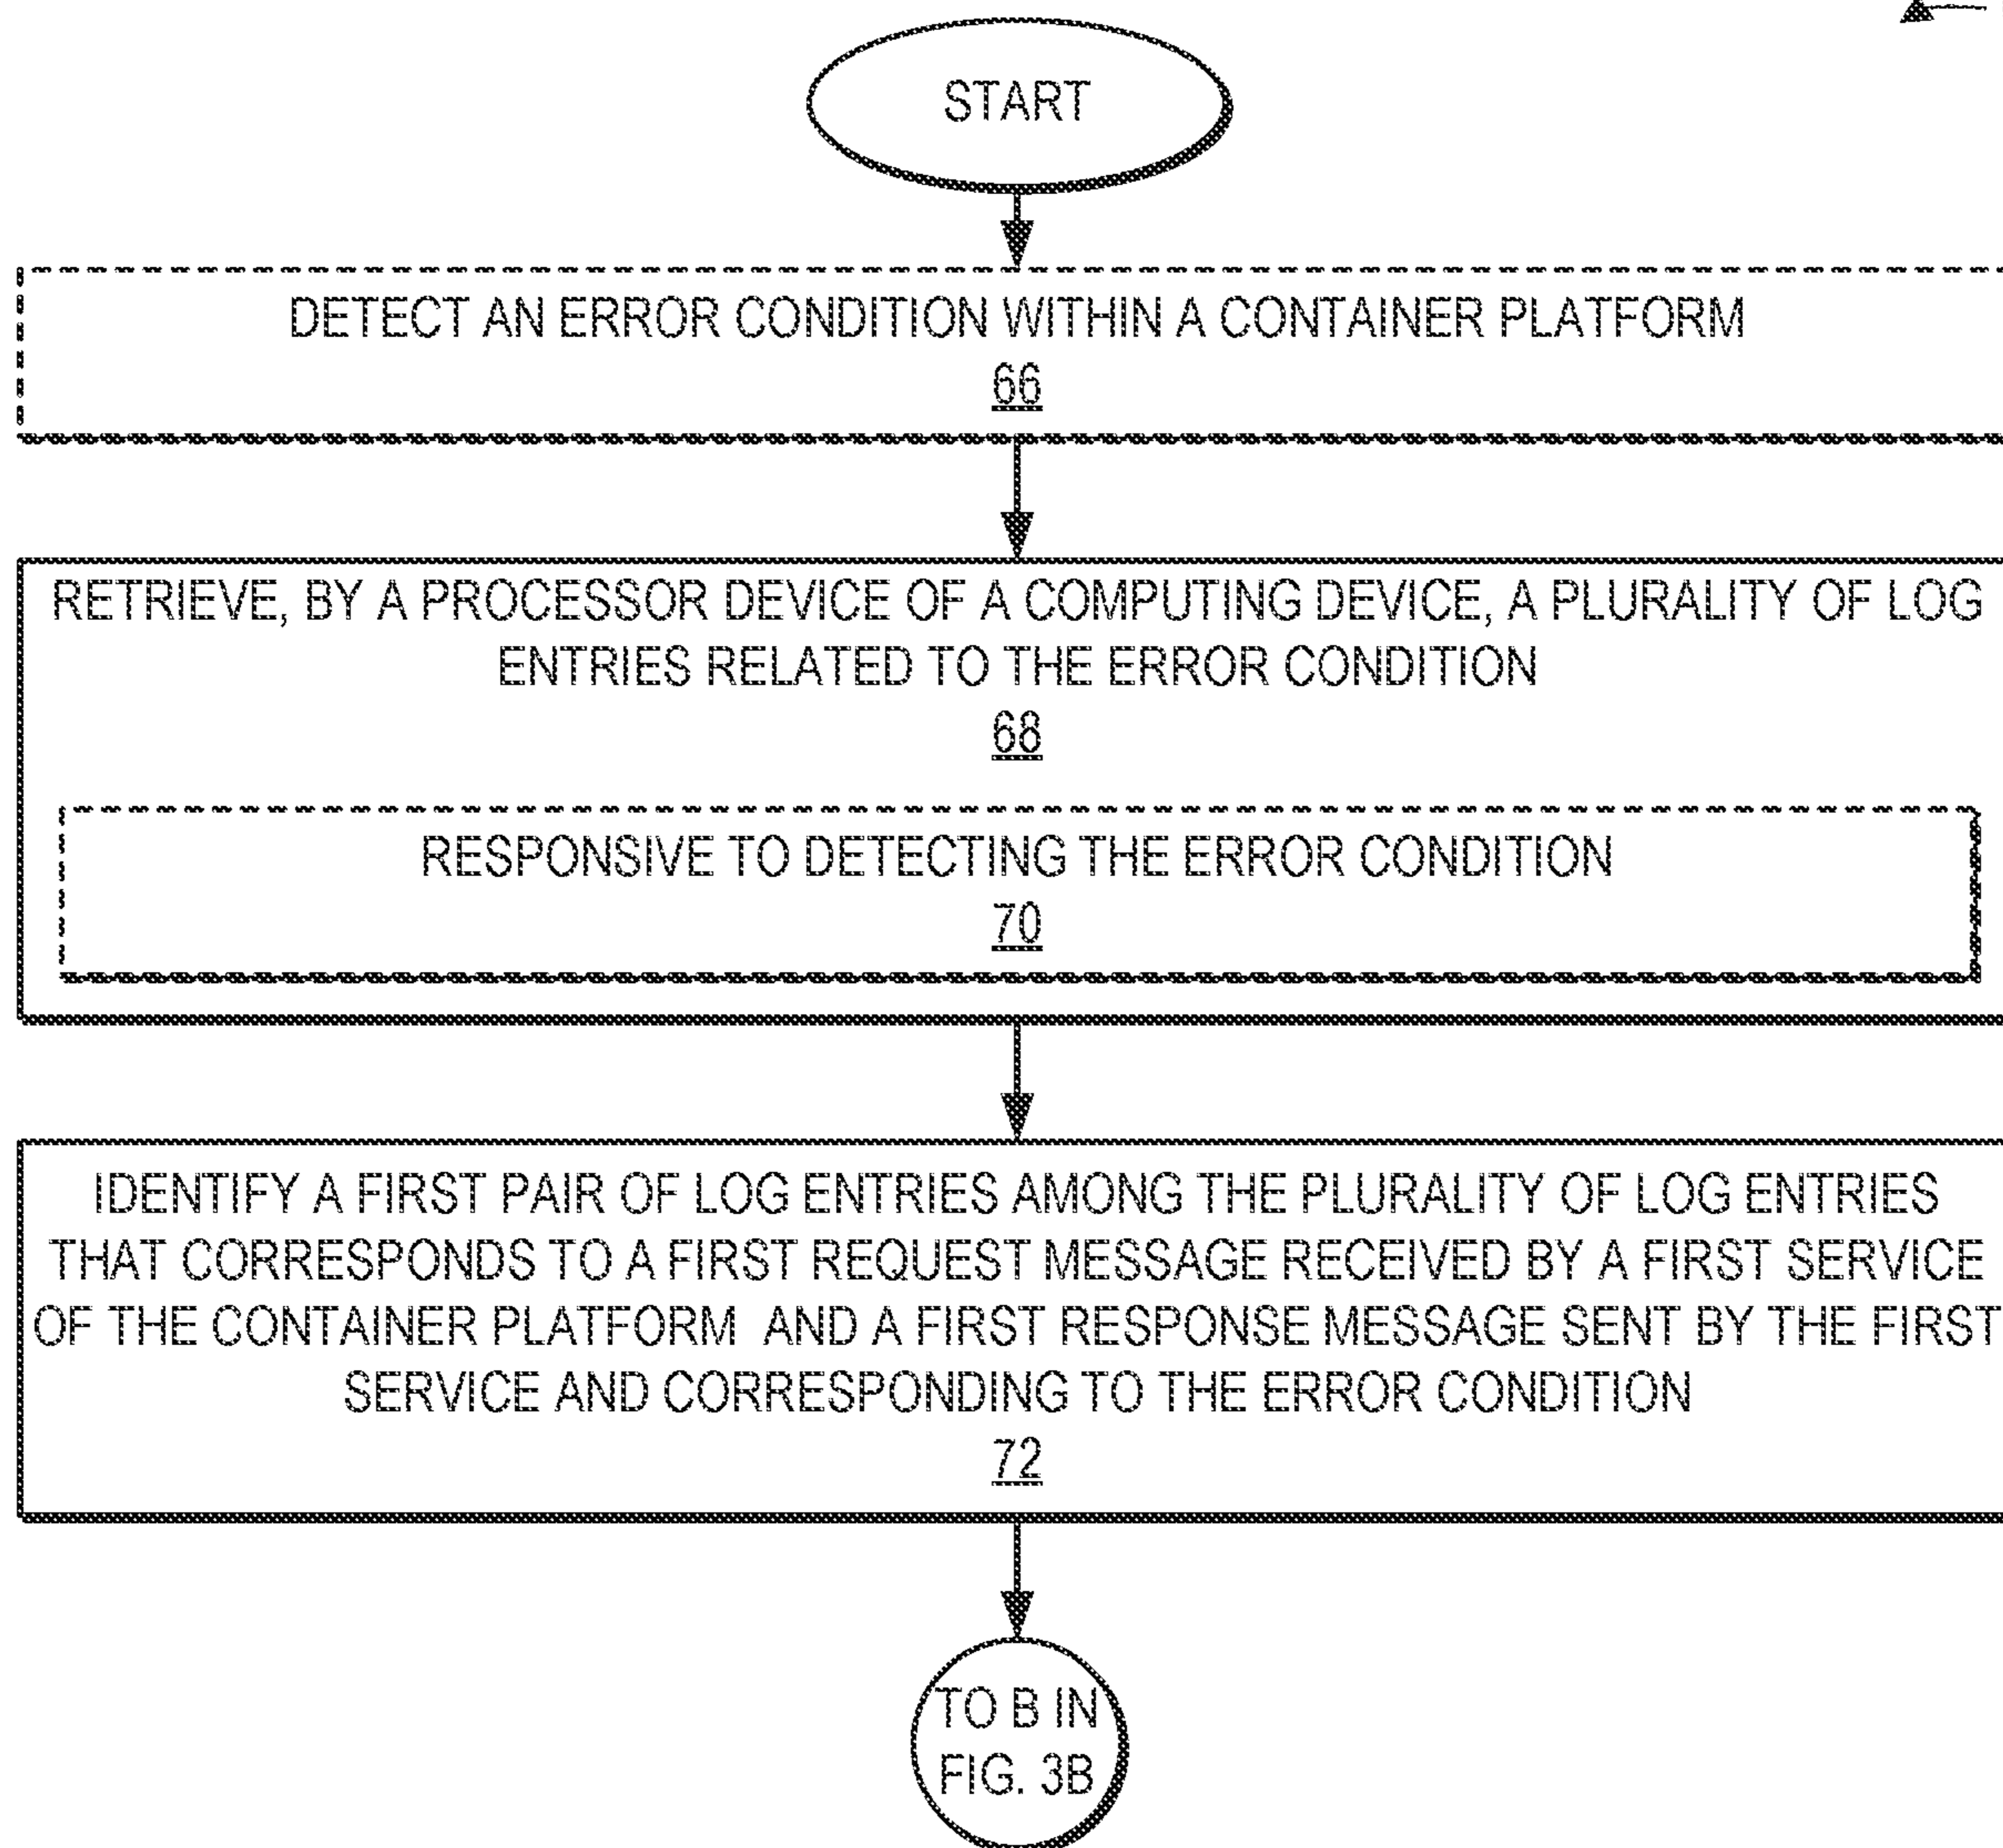 START
DETECT AN ERROR CONDITION WITHIN A CONTAINER PLATFORM
66
RETRIEVE, BY A PROCESSOR DEVICE OF A COMPUTING DEVICE, A PLURALITY OF LOG
ENTRIES RELATED TO THE ERROR CONDITION
68
RESPONSIVE TO DETECTING THE ERROR CONDITION
70
IDENTIFY A FIRST PAIR OF LOG ENTRIES AMONG THE PLURALITY OF LOG ENTRIES
THAT CORRESPONDS TO A FIRST REQUEST MESSAGE RECEIVED BY A FIRST SERVICE
OF THE CONTAINER PLATFORM AND A FIRST RESPONSE MESSAGE SENT BY THE FIRST
SERVICE AND CORRESPONDING TO THE ERROR CONDITION
72
TO B IN
FIG. 3B